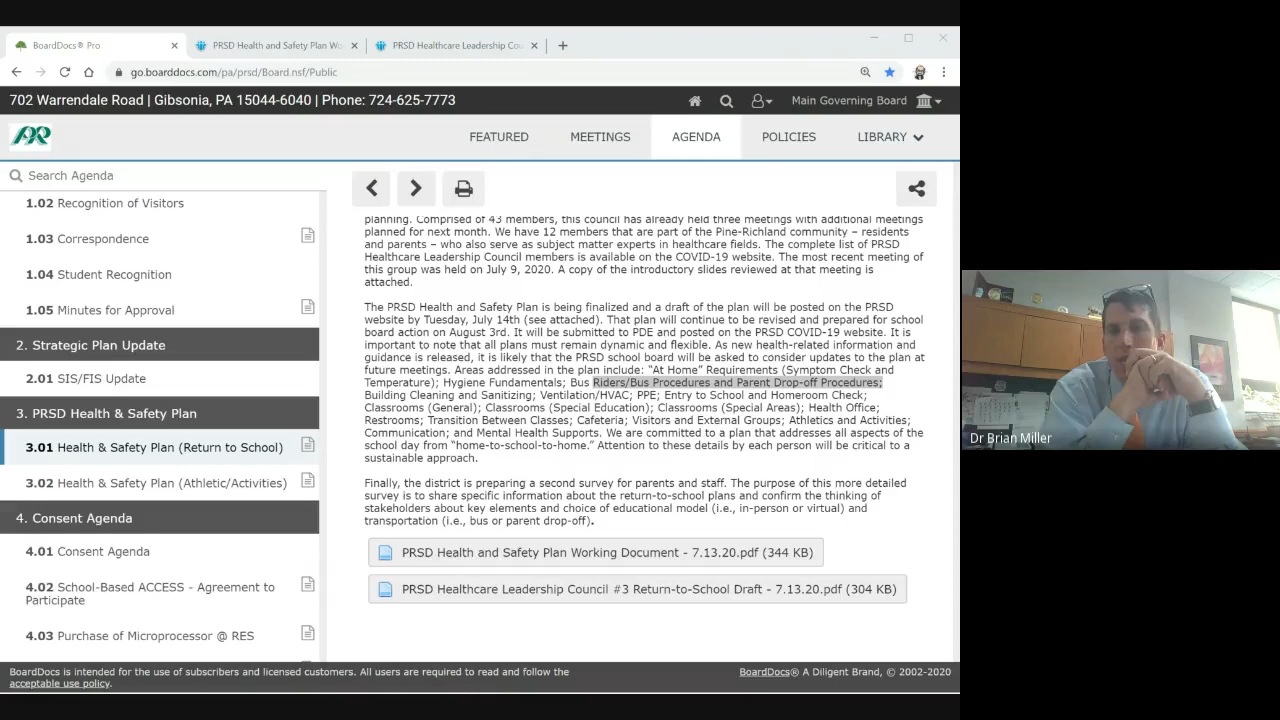 BoardDocs® Pro
PRSD Health and Safety Plan Wo
PRSD Healthcare Leadership Cou
go.boarddocs.com/pa/prsd/Board.nsf/Public
702 Warrendale Road | Gibsonia, PA 15044-6040 | Phone: 724-625-7773
Main Governing Board
PR
FEATURED
MEETINGS
AGENDA
POLICIES
LIBRARY
Search Agenda
1.02 Recognition of Visitors
1.03 Correspondence
1.04 Student Recognition
1.05 Minutes for Approval
2. Strategic Plan Update
2.01 SIS/FIS Update
3. PRSD Health & Safety Plan
3.01 Health & Safety Plan (Return to School)
3.02 Health & Safety Plan (Athletic/Activities)
4. Consent Agenda
4.01 Consent Agenda
4.02 School-Based ACCESS - Agreement to
Participate
4.03 Purchase of Microprocessor @ RES
planning. Comprised of 43 members, this council has already held three meetings with additional meetings
planned for next month. We have 12 members that are part of the Pine-Richland community – residents
and parents – who also serve as subject matter experts in healthcare fields. The complete list of PRSD
Healthcare Leadership Council members is available on the COVID-19 website. The most recent meeting of
this group was held on July 9, 2020. A copy of the introductory slides reviewed at that meeting is
attached.
The PRSD Health and Safety Plan is being finalized and a draft of the plan will be posted on the PRSD
website by Tuesday, July 14th (see attached). That plan will continue to be revised and prepared for school
board action on August 3rd. It will be submitted to PDE and posted on the PRSD COVID-19 website. It is
important to note that all plans must remain dynamic and flexible. As new health-related information and
guidance is released, it is likely that the PRSD school board will be asked to consider updates to the plan at
future meetings. Areas addressed in the plan include: “At Home” Requirements (Symptom Check and
Temperature); Hygiene Fundamentals; Bus Riders/Bus Procedures and Parent Drop-off Procedures;
Building Cleaning and Sanitizing; Ventilation/HVAC; PPE; Entry to School and Homeroom Check;
Classrooms (General); Classrooms (Special Education); Classrooms (Special Areas); Health Office;
Restrooms; Transition Between Classes; Cafeteria; Visitors and External Groups; Athletics and Activities;
Communication; and Mental Health Supports. We are committed to a plan that addresses all aspects of the
school day from “home-to-school-to-home.” Attention to these details by each person will be critical to a
sustainable approach.
Finally, the district is preparing a second survey for parents and staff. The purpose of this more detailed
survey is to share specific information about the return-to-school plans and confirm the thinking of
stakeholders about key elements and choice of educational model (i.e., in-person or virtual) and
transportation (i.e., bus or parent drop-off).
PRSD Health and Safety Plan Working Document - 7.13.20.pdf (344 KB)
PRSD Healthcare Leadership Council #3 Return-to-School Draft - 7.13.20.pdf (304 KB)
BoardDocs is intended for the use of subscribers and licensed customers. All users are required to read and follow the
acceptable use policy.
BoardDocs® A Diligent Brand, © 2002-2020
Dr Brian Miller